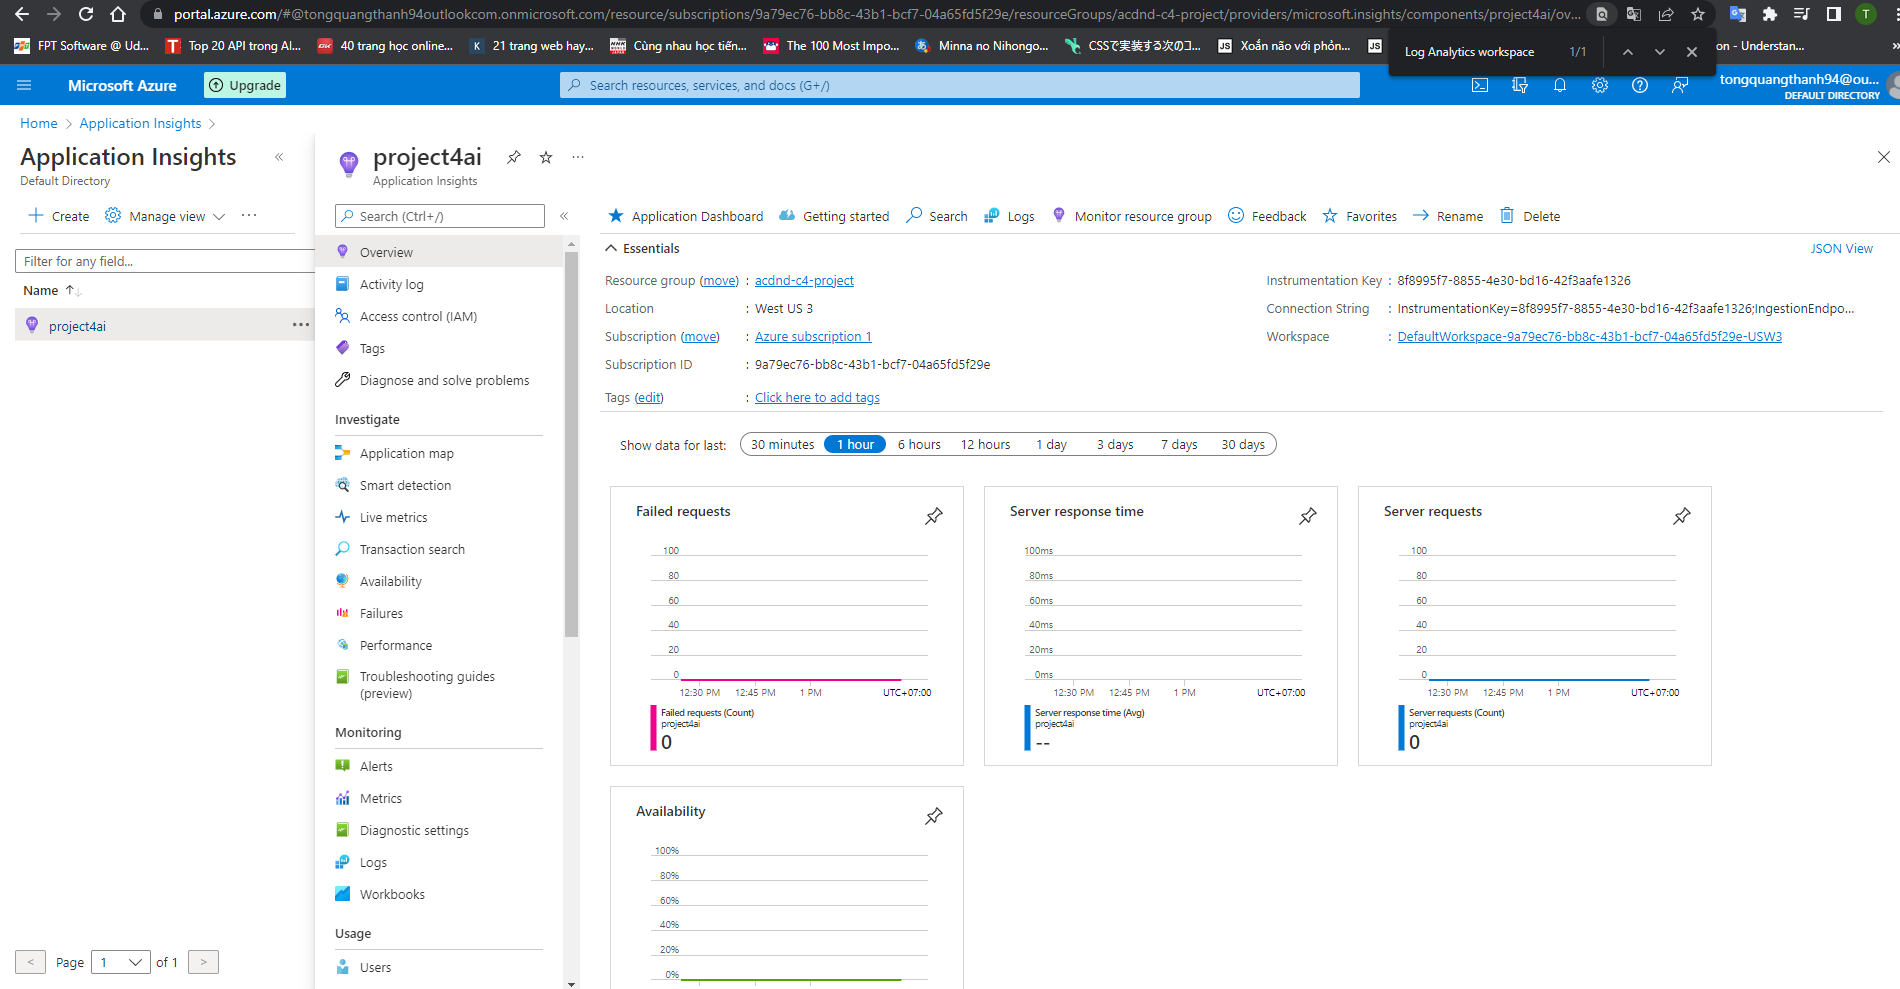 portal.azure.com/#@tongquangthanh94outlookcom.onmicrosoft.com/resource/subscriptions/9a79ec76-bb8c-43b1-bcf7-04a65fd5f29e/resourceGroups/acdnd-c4-project/providers/microsoft.insights/components/project4ai/ov...
T
FPT Software @ Ud...
Top 20 API trong Al...
40 trang học online...
21 trang web hay...
Cùng nhau học tiến...
The 100 Most Impo...
Minna no Nihongo...
CSSで実装する次のコ...
Xoắn não với phỏn...
on - Understan...
Log Analytics workspace 1/1
Microsoft Azure
Upgrade
Search resources, services, and docs (G+/)
tongquangthanh94@ou...
DEFAULT DIRECTORY
Home > Application Insights >
Application Insights
Default Directory
Create
Manage view
Filter for any field...
Name
project4ai
Page 1 of 1
project4ai
Application Insights
Search (Ctrl+/)
Overview
Activity log
Access control (IAM)
Tags
Diagnose and solve problems
Investigate
Application map
Smart detection
Live metrics
Transaction search
Availability
Failures
Performance
Troubleshooting guides
(preview)
Monitoring
Alerts
Metrics
Diagnostic settings
Logs
Workbooks
Usage
Users
Application Dashboard
Getting started
Search
Logs
Monitor resource group
Feedback
Favorites
Rename
Delete
Essentials
JSON View
Resource group (move) : acdnd-c4-project
Location : West US 3
Subscription (move) : Azure subscription 1
Subscription ID : 9a79ec76-bb8c-43b1-bcf7-04a65fd5f29e
Tags (edit) : Click here to add tags
Instrumentation Key : 8f8995f7-8855-4e30-bd16-42f3aafe1326
Connection String : InstrumentationKey=8f8995f7-8855-4e30-bd16-42f3aafe1326;IngestionEndpo...
Workspace : DefaultWorkspace-9a79ec76-bb8c-43b1-bcf7-04a65fd5f29e-USW3
Show data for last: 30 minutes 1 hour 6 hours 12 hours 1 day 3 days 7 days 30 days
Failed requests
100
80
60
40
20
0
12:30 PM 12:45 PM 1 PM UTC+07:00
Failed requests (Count)
project4ai
0
Server response time
100ms
80ms
60ms
40ms
20ms
0ms
12:30 PM 12:45 PM 1 PM UTC+07:00
Server response time (Avg)
project4ai
--
Server requests
100
80
60
40
20
0
12:30 PM 12:45 PM 1 PM UTC+07:00
Server requests (Count)
project4ai
0
Availability
100%
80%
60%
40%
20%
0%